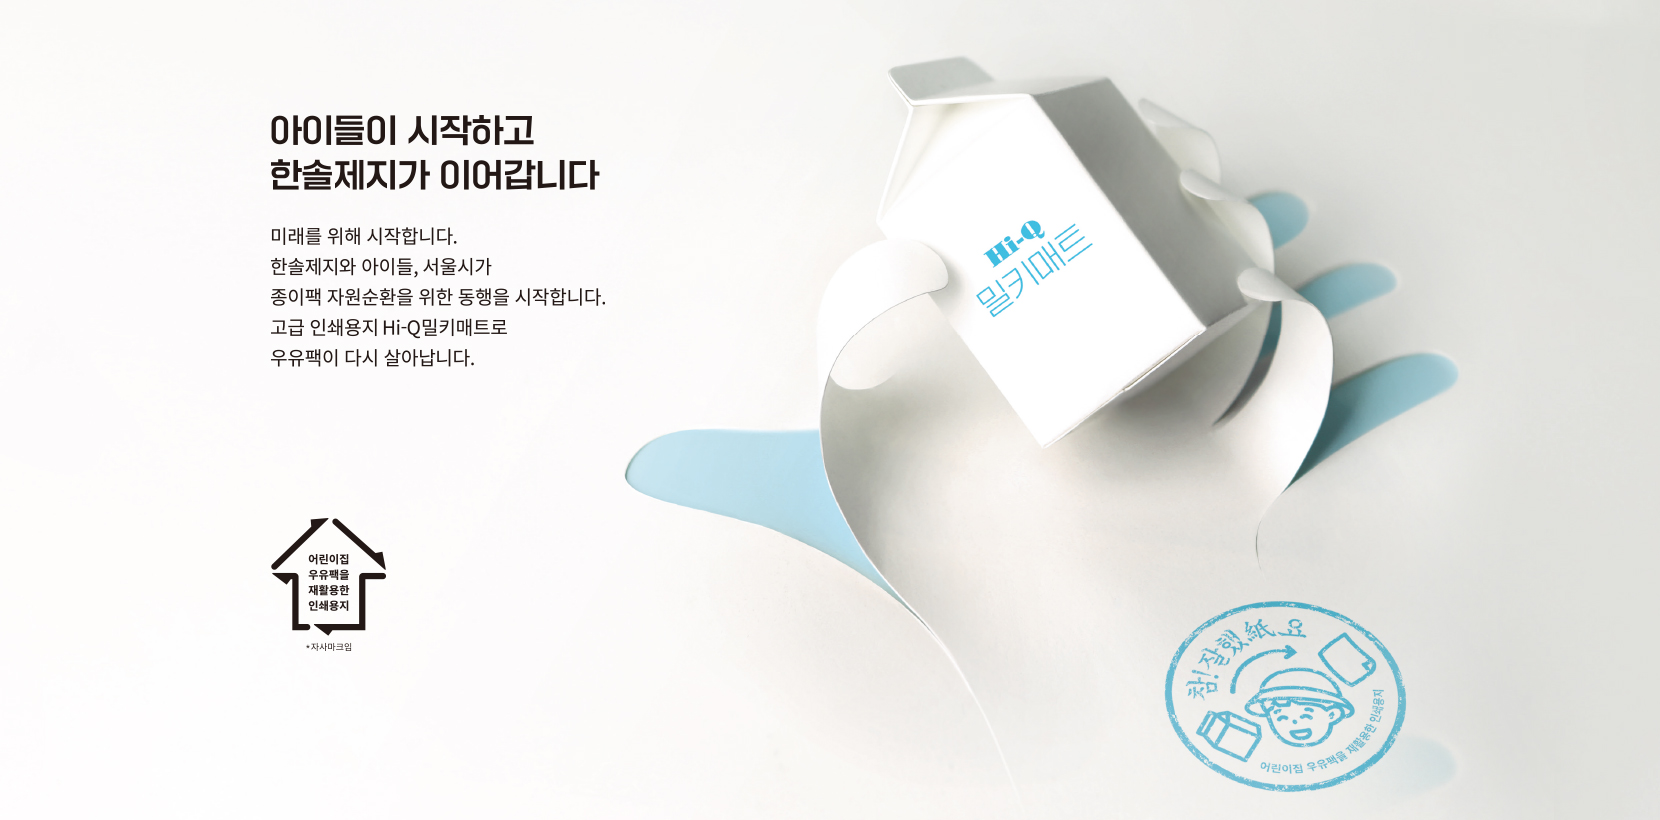 아이들이 시작하고
한솔제지가 이어갑니다
미래를 위해 시작합니다.
한솔제지와 아이들, 서울시가
종이팩 자원순환을 위한 동행을 시작합니다.
고급 인쇄용지 Hi-Q밀키매트로
우유팩이 다시 살아납니다.
Hi-Q
밀키매트
어린이집
우유팩을
재활용한
인쇄용지
*자사마크임
참! 잘했紙요
어린이집 우유팩을 재활용한 인쇄용지